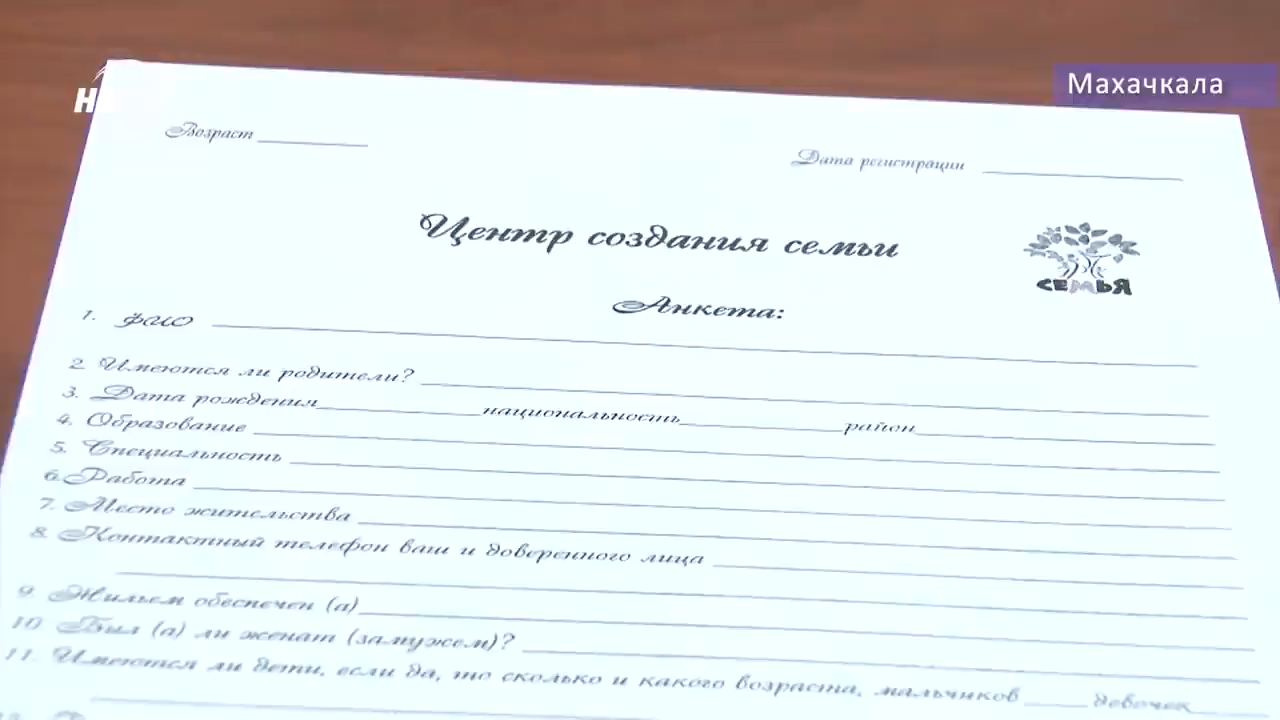 Махачкала
Возраст
Дата регистрации
Центр создания семьи
СЕМЬЯ
Анкета:
1. ФИО
2. Имеются ли родители?
3. Дата рождения национальность район
4. Образование
5. Специальность
6. Работа
7. Место жительства
8. Контактный телефон ваш и доверенного лица
9. Жильем обеспечен (а)
10. Был (а) ли женат (замужем)?
11. Имеются ли дети, если да, то сколько и какого возраста, мальчиков девочек